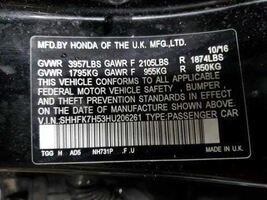 MFD. BY HONDA OF THE U.K. MFG.,LTD. 10/16
GVWR 3957LBS GAWR F 2105LBS R 1874LBS
GVWR 1795KG GAWR F 955KG R 850KG
THIS VEHICLE CONFORMS TO ALL APPLICABLE
FEDERAL MOTOR VEHICLE SAFETY, BUMPER,
AND THEFT PREVENTION STANDARDS IN EFFECT
ON THE DATE OF MANUFACTURE SHOWN ABOVE.
V.I.N:SHHFK7H53HU206261 TYPE:PASSENGER CAR
TGG H AD5 NH731P F U MADE IN THE U.K.